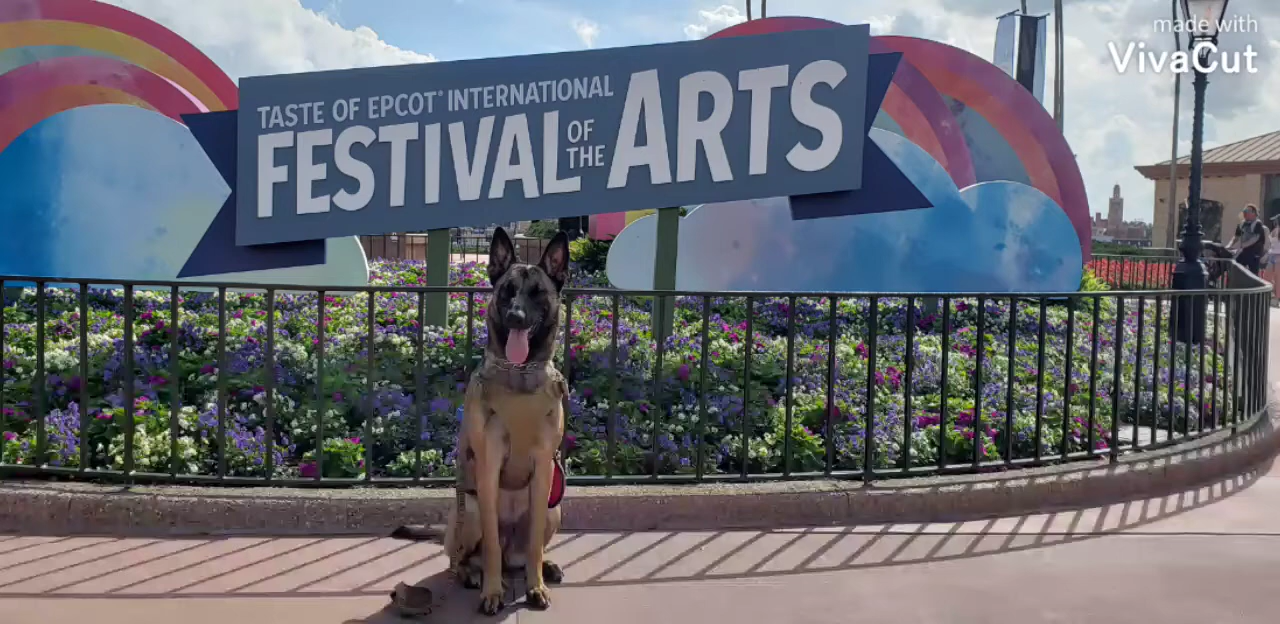 made with
VivaCut
TASTE OF EPCOT® INTERNATIONAL
FESTIVAL OF THE ARTS